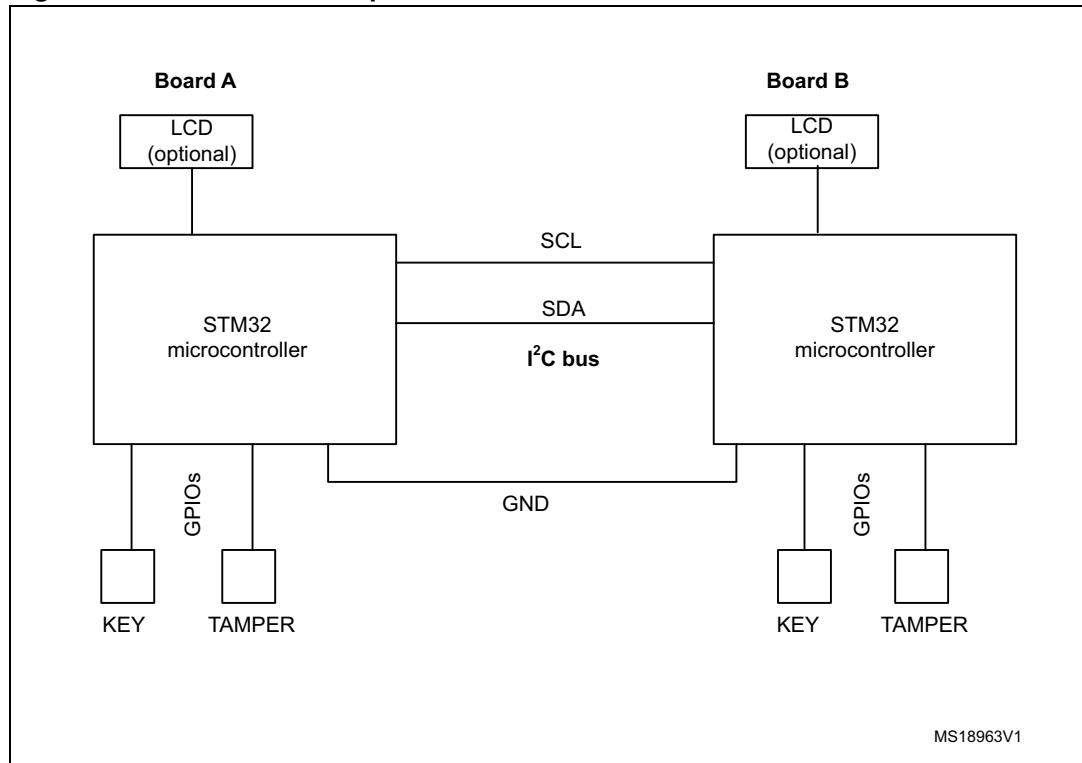 Board A
Board B
LCD
(optional)
LCD
(optional)
SCL
SDA
I²C bus
STM32
microcontroller
STM32
microcontroller
GND
GPIOs
GPIOs
KEY
TAMPER
KEY
TAMPER
MS18963V1